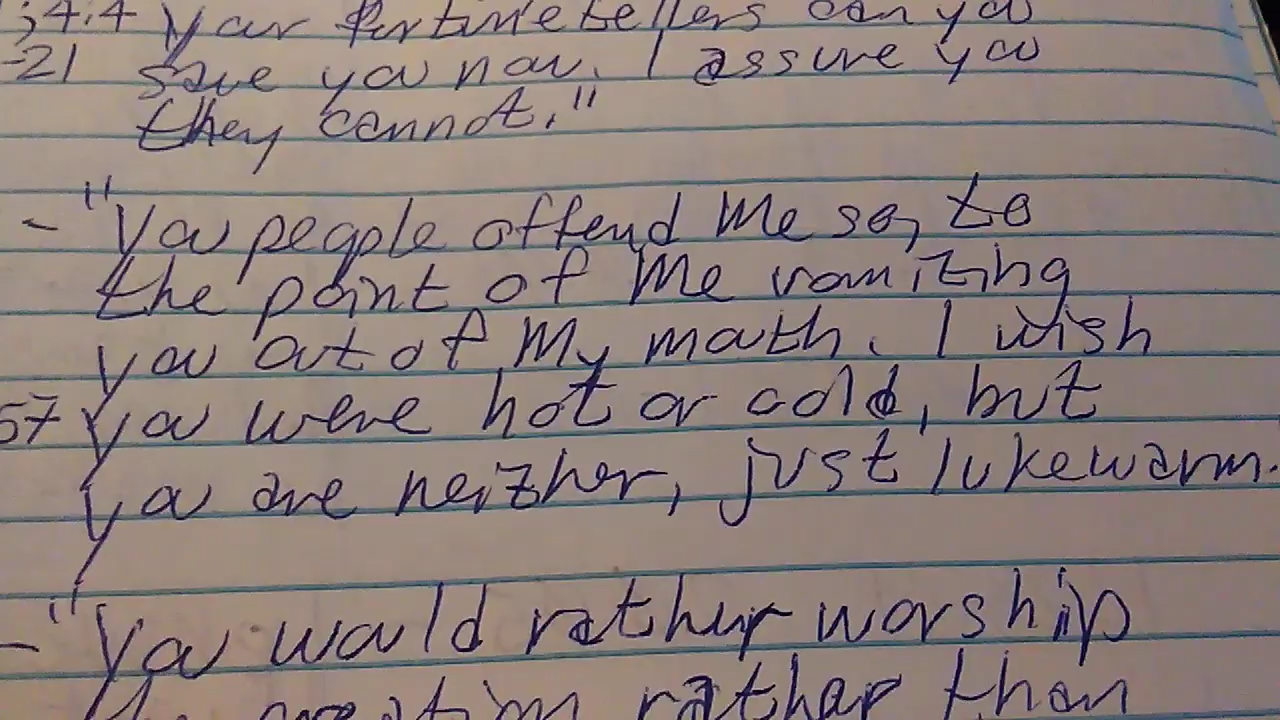 ;4:4 Your fortunetellers can you
-21 save you now. I assure you
they cannot."
- "You people offend Me so, to
the point of Me vomiting
you out of My mouth. I wish
57 you were hot or cold, but
you are neither, just lukewarm.
- "You would rather worship
the creation rather than